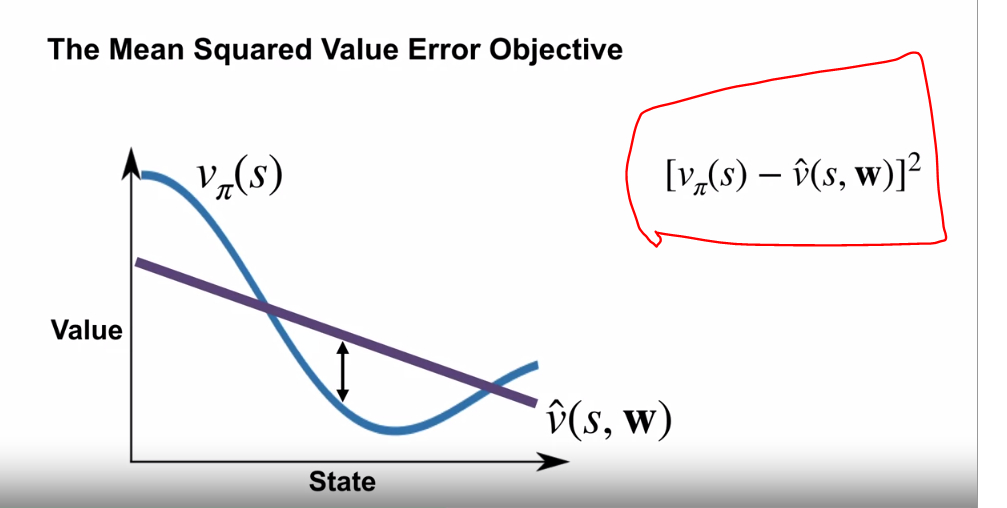 The Mean Squared Value Error Objective
vπ(s)
[vπ(s) − v̂(s, w)]²
Value
v̂(s, w)
State